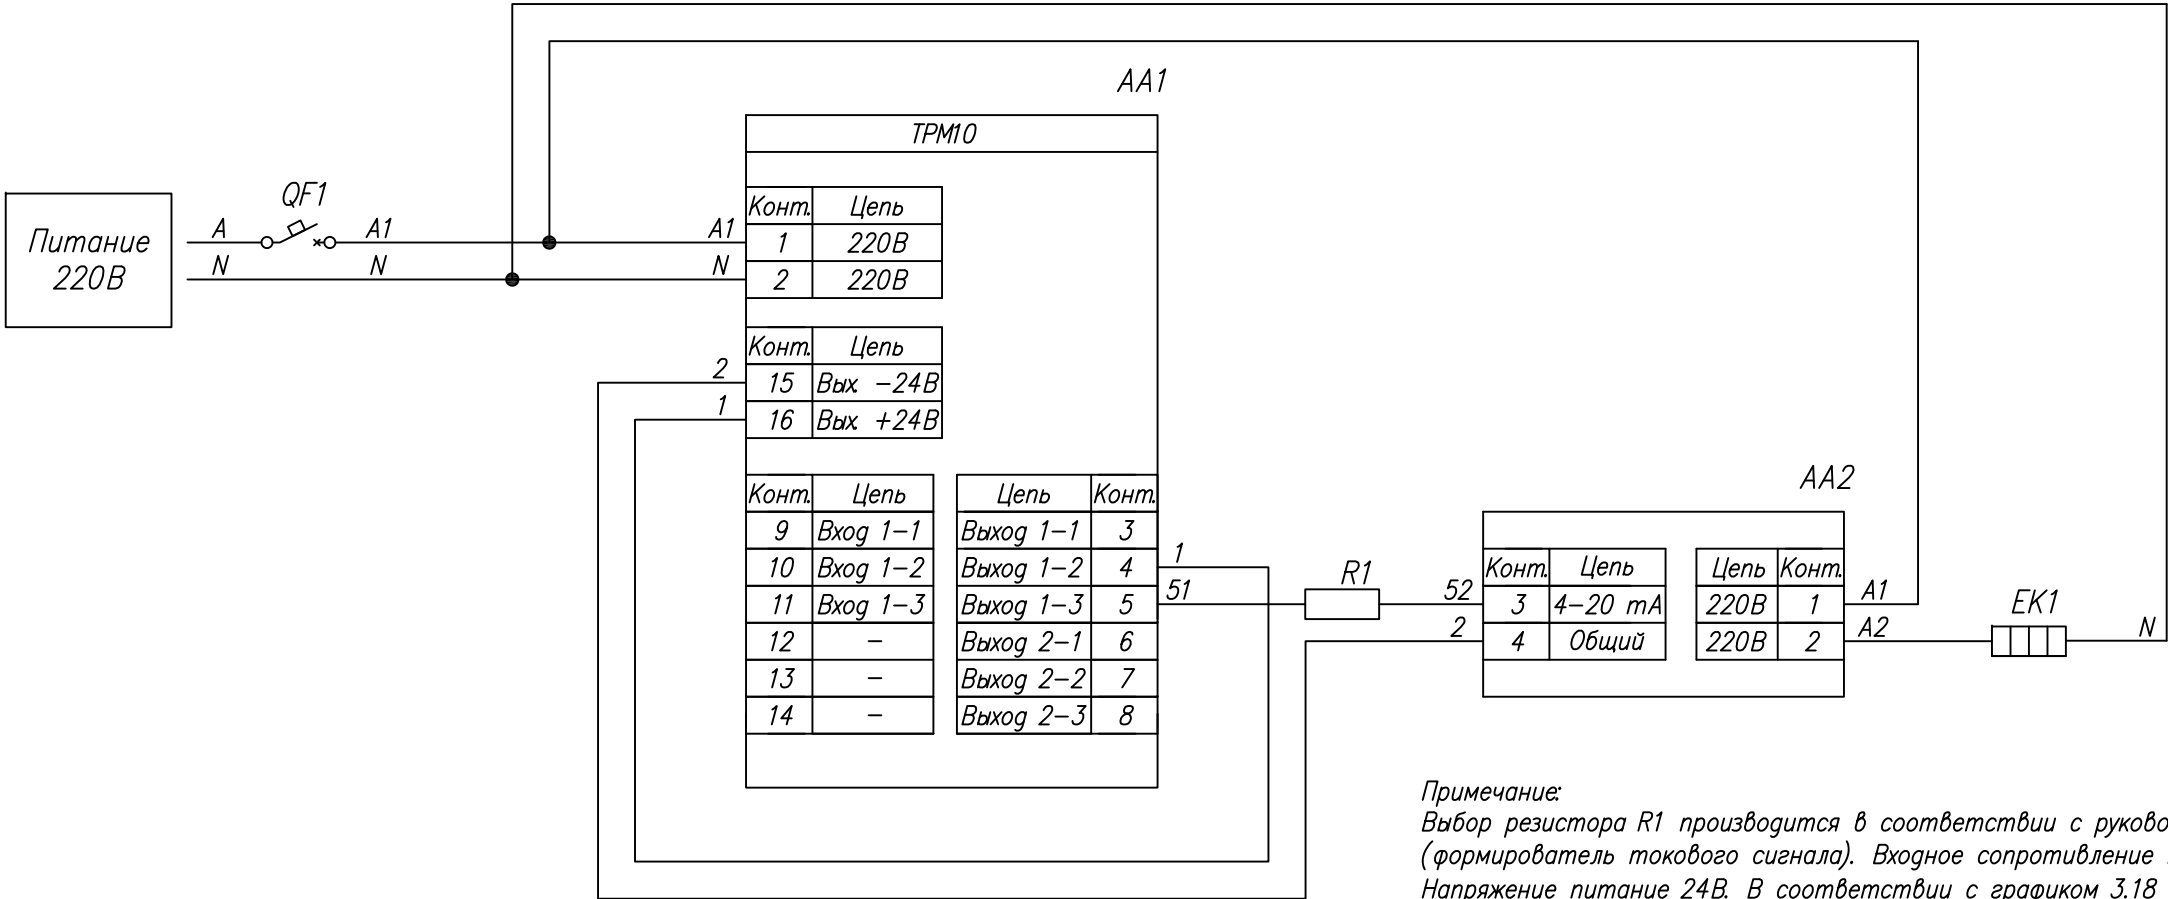 AA1
ТРМ10
QF1
Питание
220В
A
A1
A1
N
N
N
Конт. Цепь
1 220В
2 220В
Конт. Цепь
2
15 Вых. -24В
1
16 Вых. +24В
Конт. Цепь
9 Вход 1-1
10 Вход 1-2
11 Вход 1-3
12 -
13 -
14 -
Цепь Конт.
Выход 1-1 3
Выход 1-2 4
Выход 1-3 5
Выход 2-1 6
Выход 2-2 7
Выход 2-3 8
1
51
R1
52
2
AA2
Конт. Цепь
3 4-20 mA
4 Общий
Цепь Конт.
220В 1
220В 2
A1
A2
EK1
N
Примечание:
Выбор резистора R1 производится в соответствии с руково
(формирователь токового сигнала). Входное сопротивление
Напряжение питание 24В. В соответствии с графиком 3.18